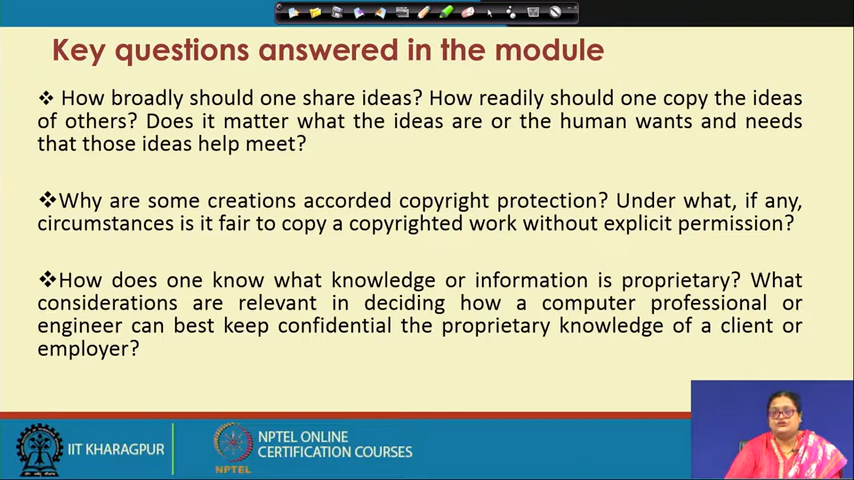 Key questions answered in the module
❖ How broadly should one share ideas? How readily should one copy the ideas
of others? Does it matter what the ideas are or the human wants and needs
that those ideas help meet?
❖Why are some creations accorded copyright protection? Under what, if any,
circumstances is it fair to copy a copyrighted work without explicit permission?
❖How does one know what knowledge or information is proprietary? What
considerations are relevant in deciding how a computer professional or
engineer can best keep confidential the proprietary knowledge of a client or
employer?
IIT KHARAGPUR
NPTEL
NPTEL ONLINE
CERTIFICATION COURSES